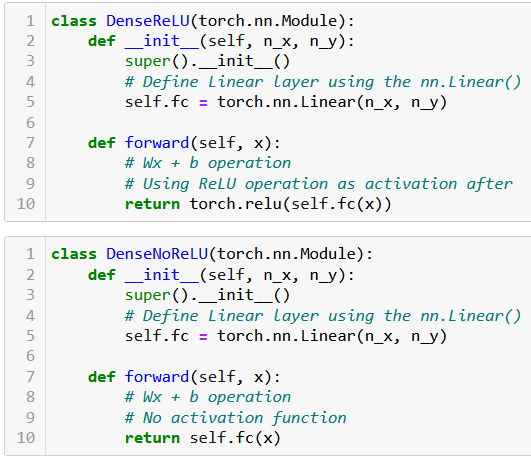 1 class DenseReLU(torch.nn.Module):
2     def __init__(self, n_x, n_y):
3         super().__init__()
4         # Define Linear layer using the nn.Linear()
5         self.fc = torch.nn.Linear(n_x, n_y)
6
7     def forward(self, x):
8         # Wx + b operation
9         # Using ReLU operation as activation after
10         return torch.relu(self.fc(x))
1 class DenseNoReLU(torch.nn.Module):
2     def __init__(self, n_x, n_y):
3         super().__init__()
4         # Define Linear layer using the nn.Linear()
5         self.fc = torch.nn.Linear(n_x, n_y)
6
7     def forward(self, x):
8         # Wx + b operation
9         # No activation function
10         return self.fc(x)